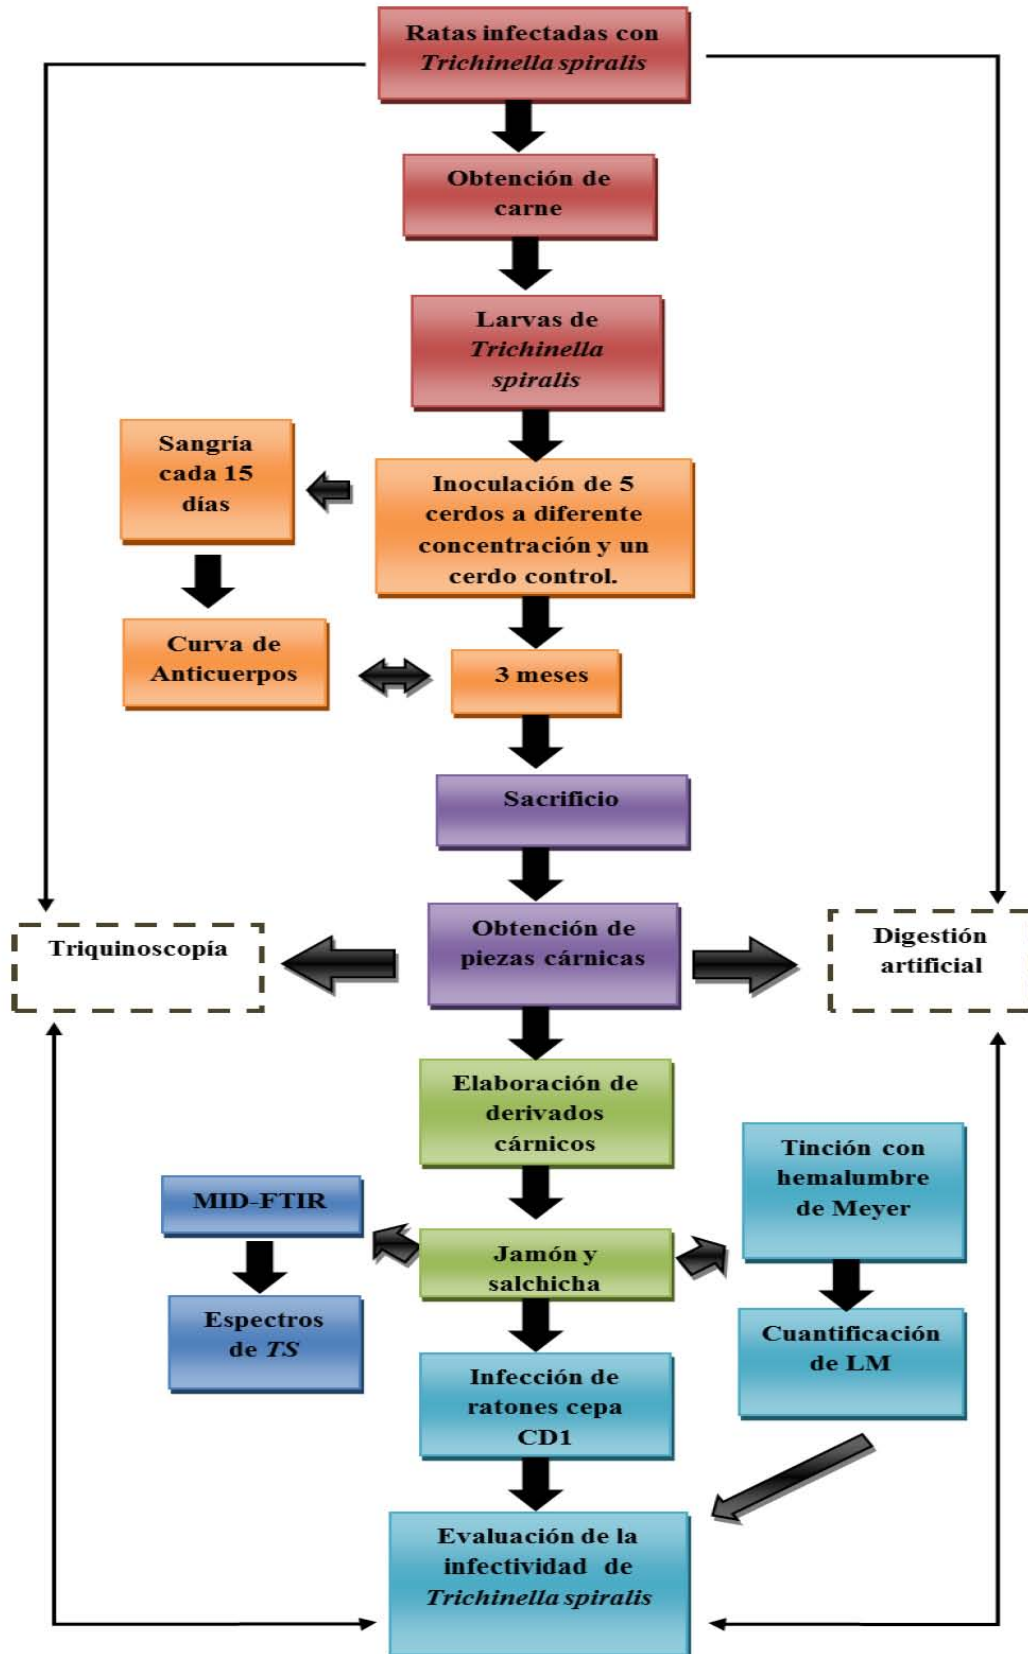 Ratas infectadas con
Trichinella spiralis
Obtención de
carne
Larvas de
Trichinella
spiralis
Sangría
cada 15
días
Inoculación de 5
cerdos a diferente
concentración y un
cerdo control.
Curva de
Anticuerpos
3 meses
Sacrificio
Triquinoscopía
Obtención de
piezas cárnicas
Digestión
artificial
Elaboración de
derivados
cárnicos
Tinción con
hemalumbre
de Meyer
MID-FTIR
Jamón y
salchicha
Espectros
de TS
Cuantificación
de LM
Infección de
ratones cepa
CD1
Evaluación de la
infectividad de
Trichinella spiralis